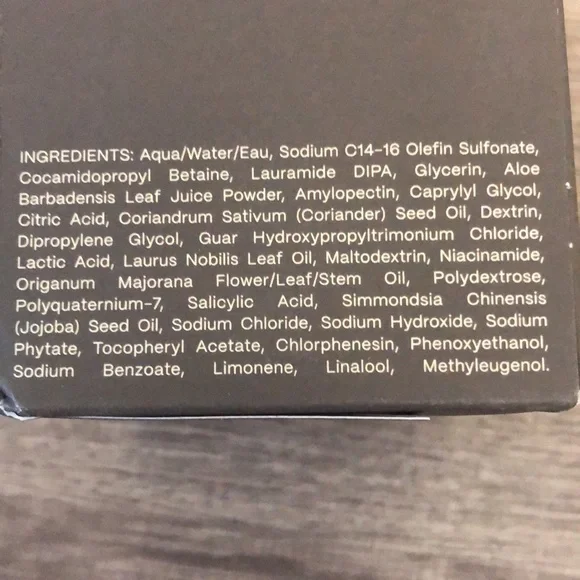 INGREDIENTS: Aqua/Water/Eau, Sodium C14-16 Olefin Sulfonate,
Cocamidopropyl Betaine, Lauramide DIPA, Glycerin, Aloe
Barbadensis Leaf Juice Powder, Amylopectin, Caprylyl Glycol,
Citric Acid, Coriandrum Sativum (Coriander) Seed Oil, Dextrin,
Dipropylene Glycol, Guar Hydroxypropyltrimonium Chloride,
Lactic Acid, Laurus Nobilis Leaf Oil, Maltodextrin, Niacinamide,
Origanum Majorana Flower/Leaf/Stem Oil, Polydextrose,
Polyquaternium-7, Salicylic Acid, Simmondsia Chinensis
(Jojoba) Seed Oil, Sodium Chloride, Sodium Hydroxide, Sodium
Phytate, Tocopheryl Acetate, Chlorphenesin, Phenoxyethanol,
Sodium Benzoate, Limonene, Linalool, Methyleugenol.